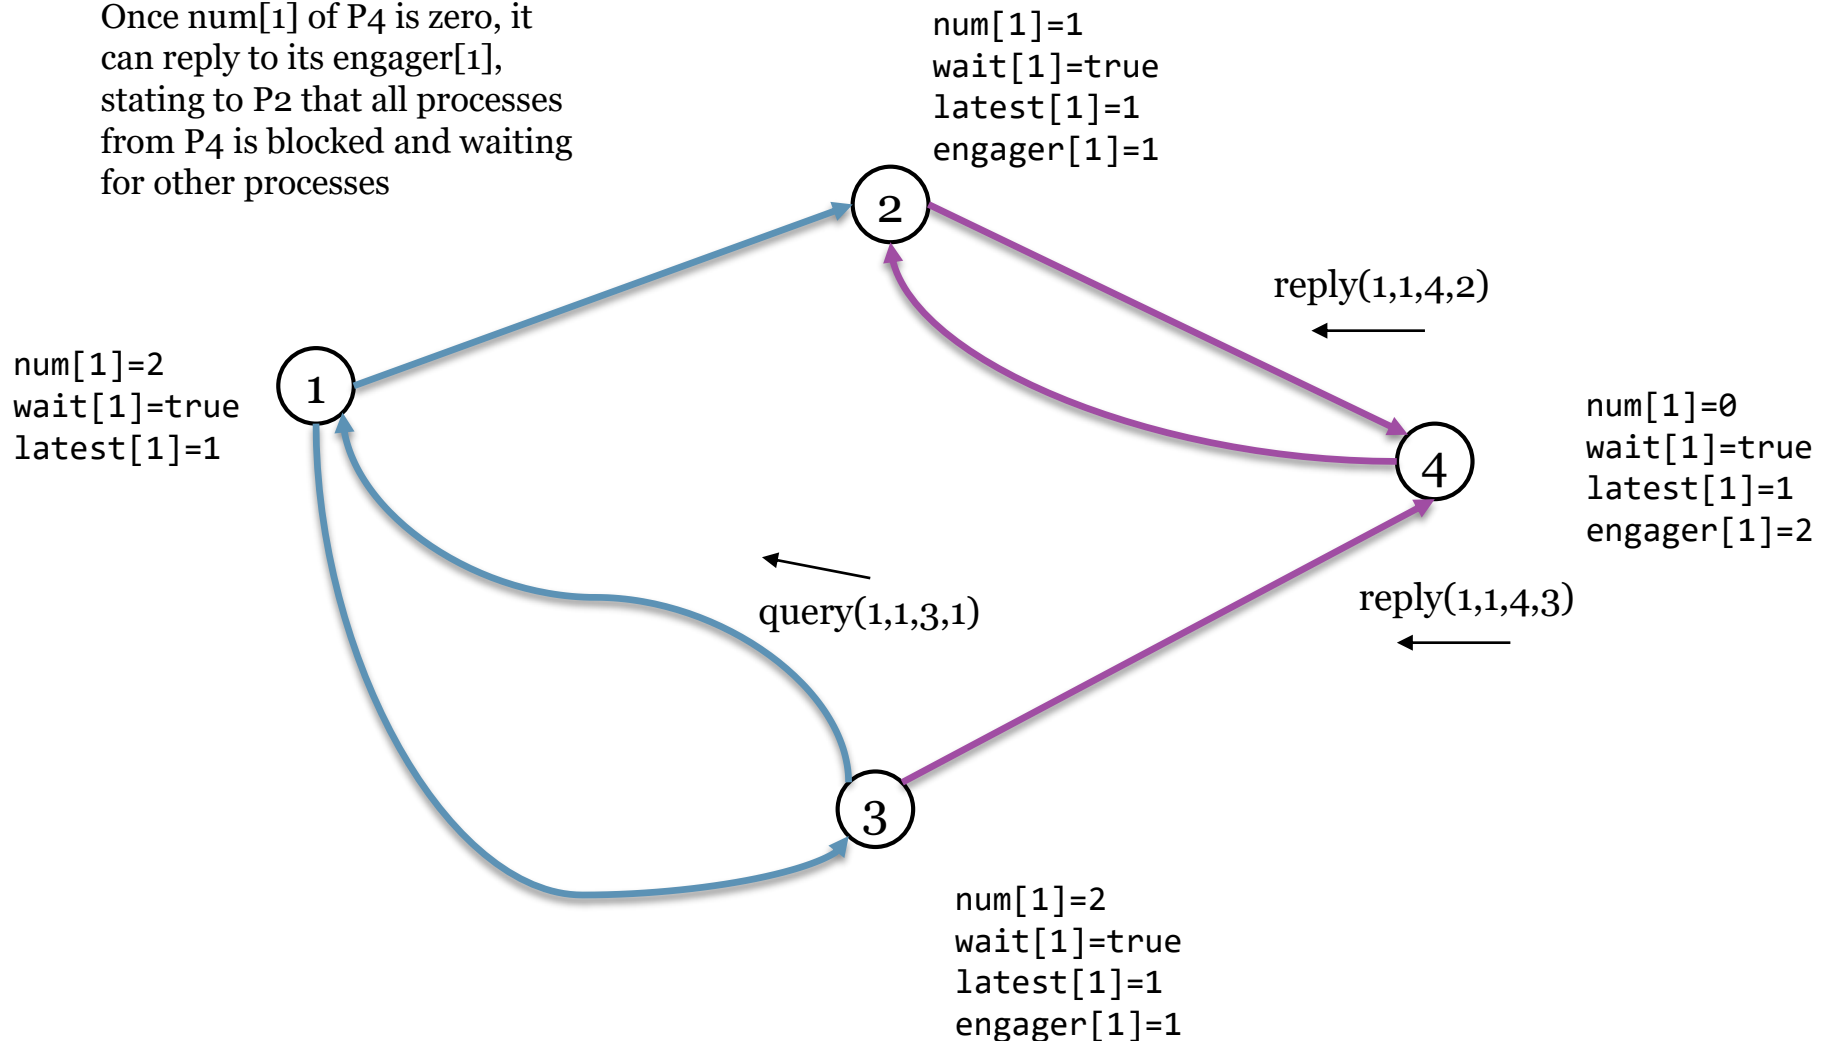 Once num[1] of P4 is zero, it
can reply to its engager[1],
stating to P2 that all processes
from P4 is blocked and waiting
for other processes
num[1]=1
wait[1]=true
latest[1]=1
engager[1]=1
2
reply(1,1,4,2)
num[1]=2
wait[1]=true
latest[1]=1
1
num[1]=0
wait[1]=true
latest[1]=1
engager[1]=2
4
query(1,1,3,1)
reply(1,1,4,3)
3
num[1]=2
wait[1]=true
latest[1]=1
engager[1]=1